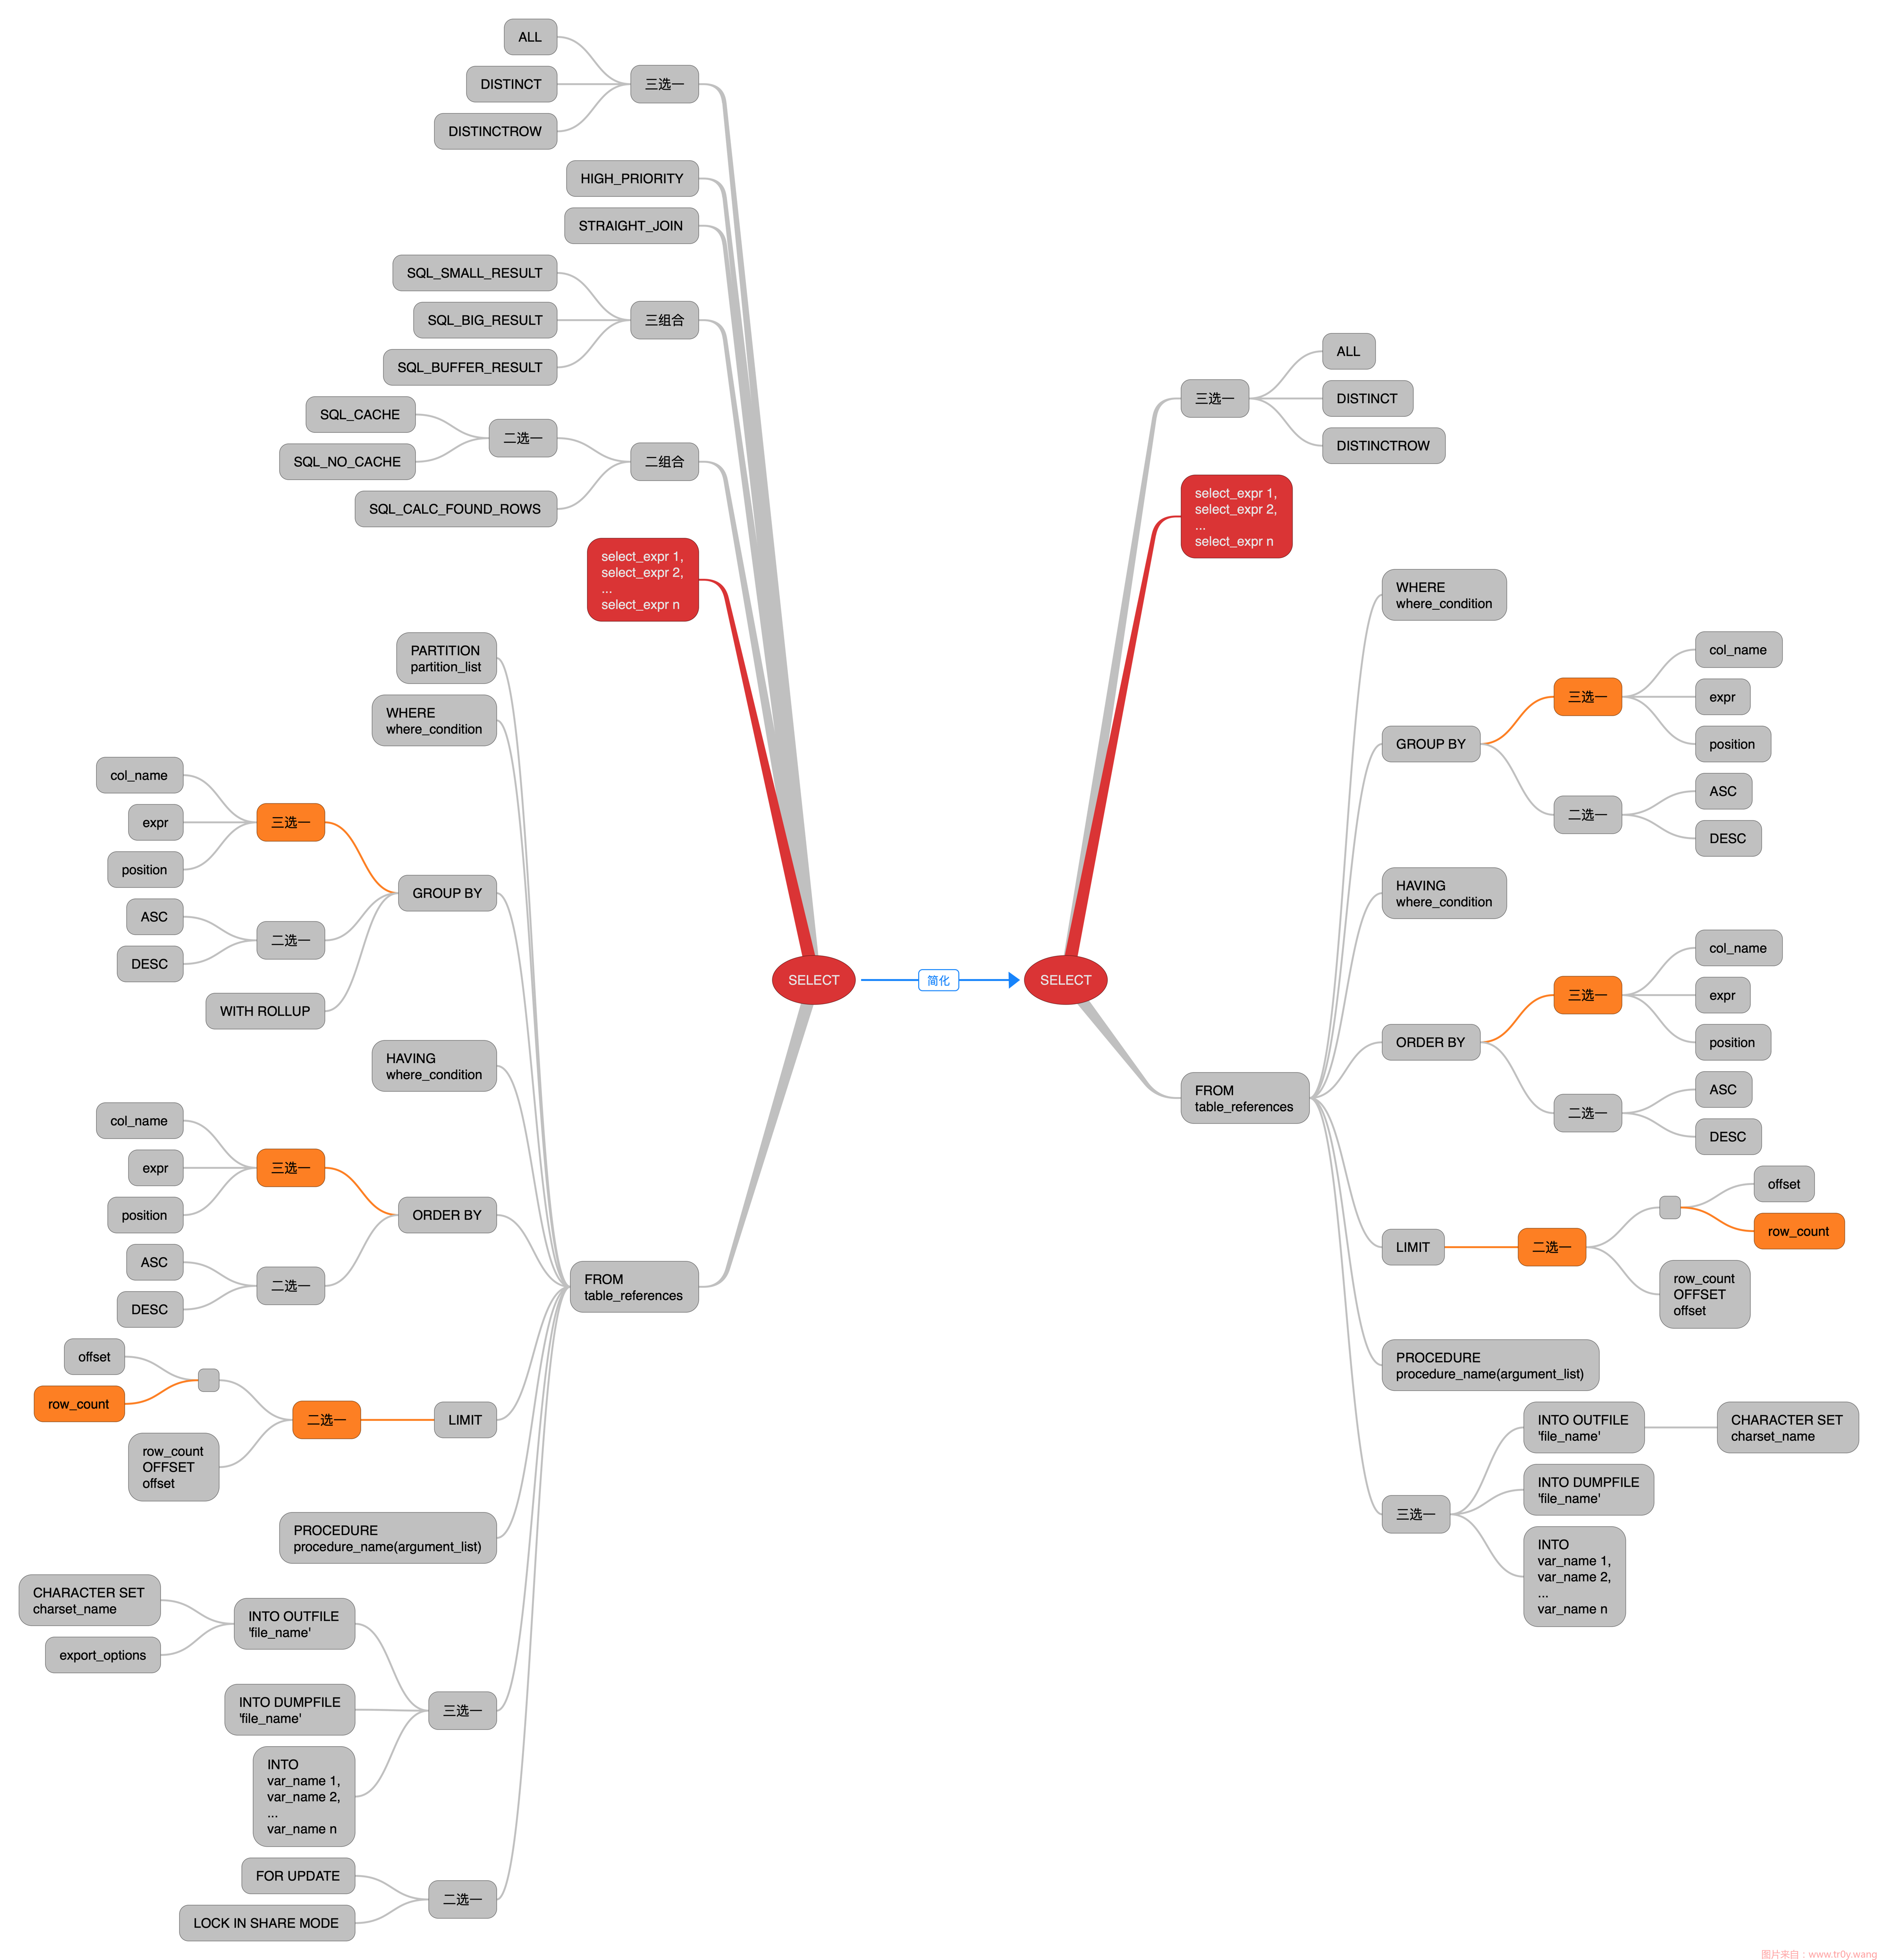 ALL
DISTINCT
DISTINCTROW
三选一
HIGH_PRIORITY
STRAIGHT_JOIN
SQL_SMALL_RESULT
SQL_BIG_RESULT
SQL_BUFFER_RESULT
三组合
SQL_CACHE
SQL_NO_CACHE
二选一
SQL_CALC_FOUND_ROWS
二组合
select_expr 1,
select_expr 2,
...
select_expr n
PARTITION
partition_list
WHERE
where_condition
col_name
expr
position
三选一
ASC
DESC
二选一
WITH ROLLUP
GROUP BY
HAVING
where_condition
col_name
expr
position
三选一
ASC
DESC
二选一
ORDER BY
offset
row_count
row_count
OFFSET
offset
二选一
LIMIT
PROCEDURE
procedure_name(argument_list)
CHARACTER SET
charset_name
export_options
INTO OUTFILE
'file_name'
INTO DUMPFILE
'file_name'
INTO
var_name 1,
var_name 2,
...
var_name n
三选一
FOR UPDATE
LOCK IN SHARE MODE
二选一
FROM
table_references
SELECT
简化
SELECT
三选一
ALL
DISTINCT
DISTINCTROW
select_expr 1,
select_expr 2,
...
select_expr n
FROM
table_references
WHERE
where_condition
GROUP BY
三选一
col_name
expr
position
二选一
ASC
DESC
HAVING
where_condition
ORDER BY
三选一
col_name
expr
position
二选一
ASC
DESC
LIMIT
二选一
offset
row_count
row_count
OFFSET
offset
PROCEDURE
procedure_name(argument_list)
三选一
INTO OUTFILE
'file_name'
CHARACTER SET
charset_name
INTO DUMPFILE
'file_name'
INTO
var_name 1,
var_name 2,
...
var_name n
图片来自：www.tr0y.wang